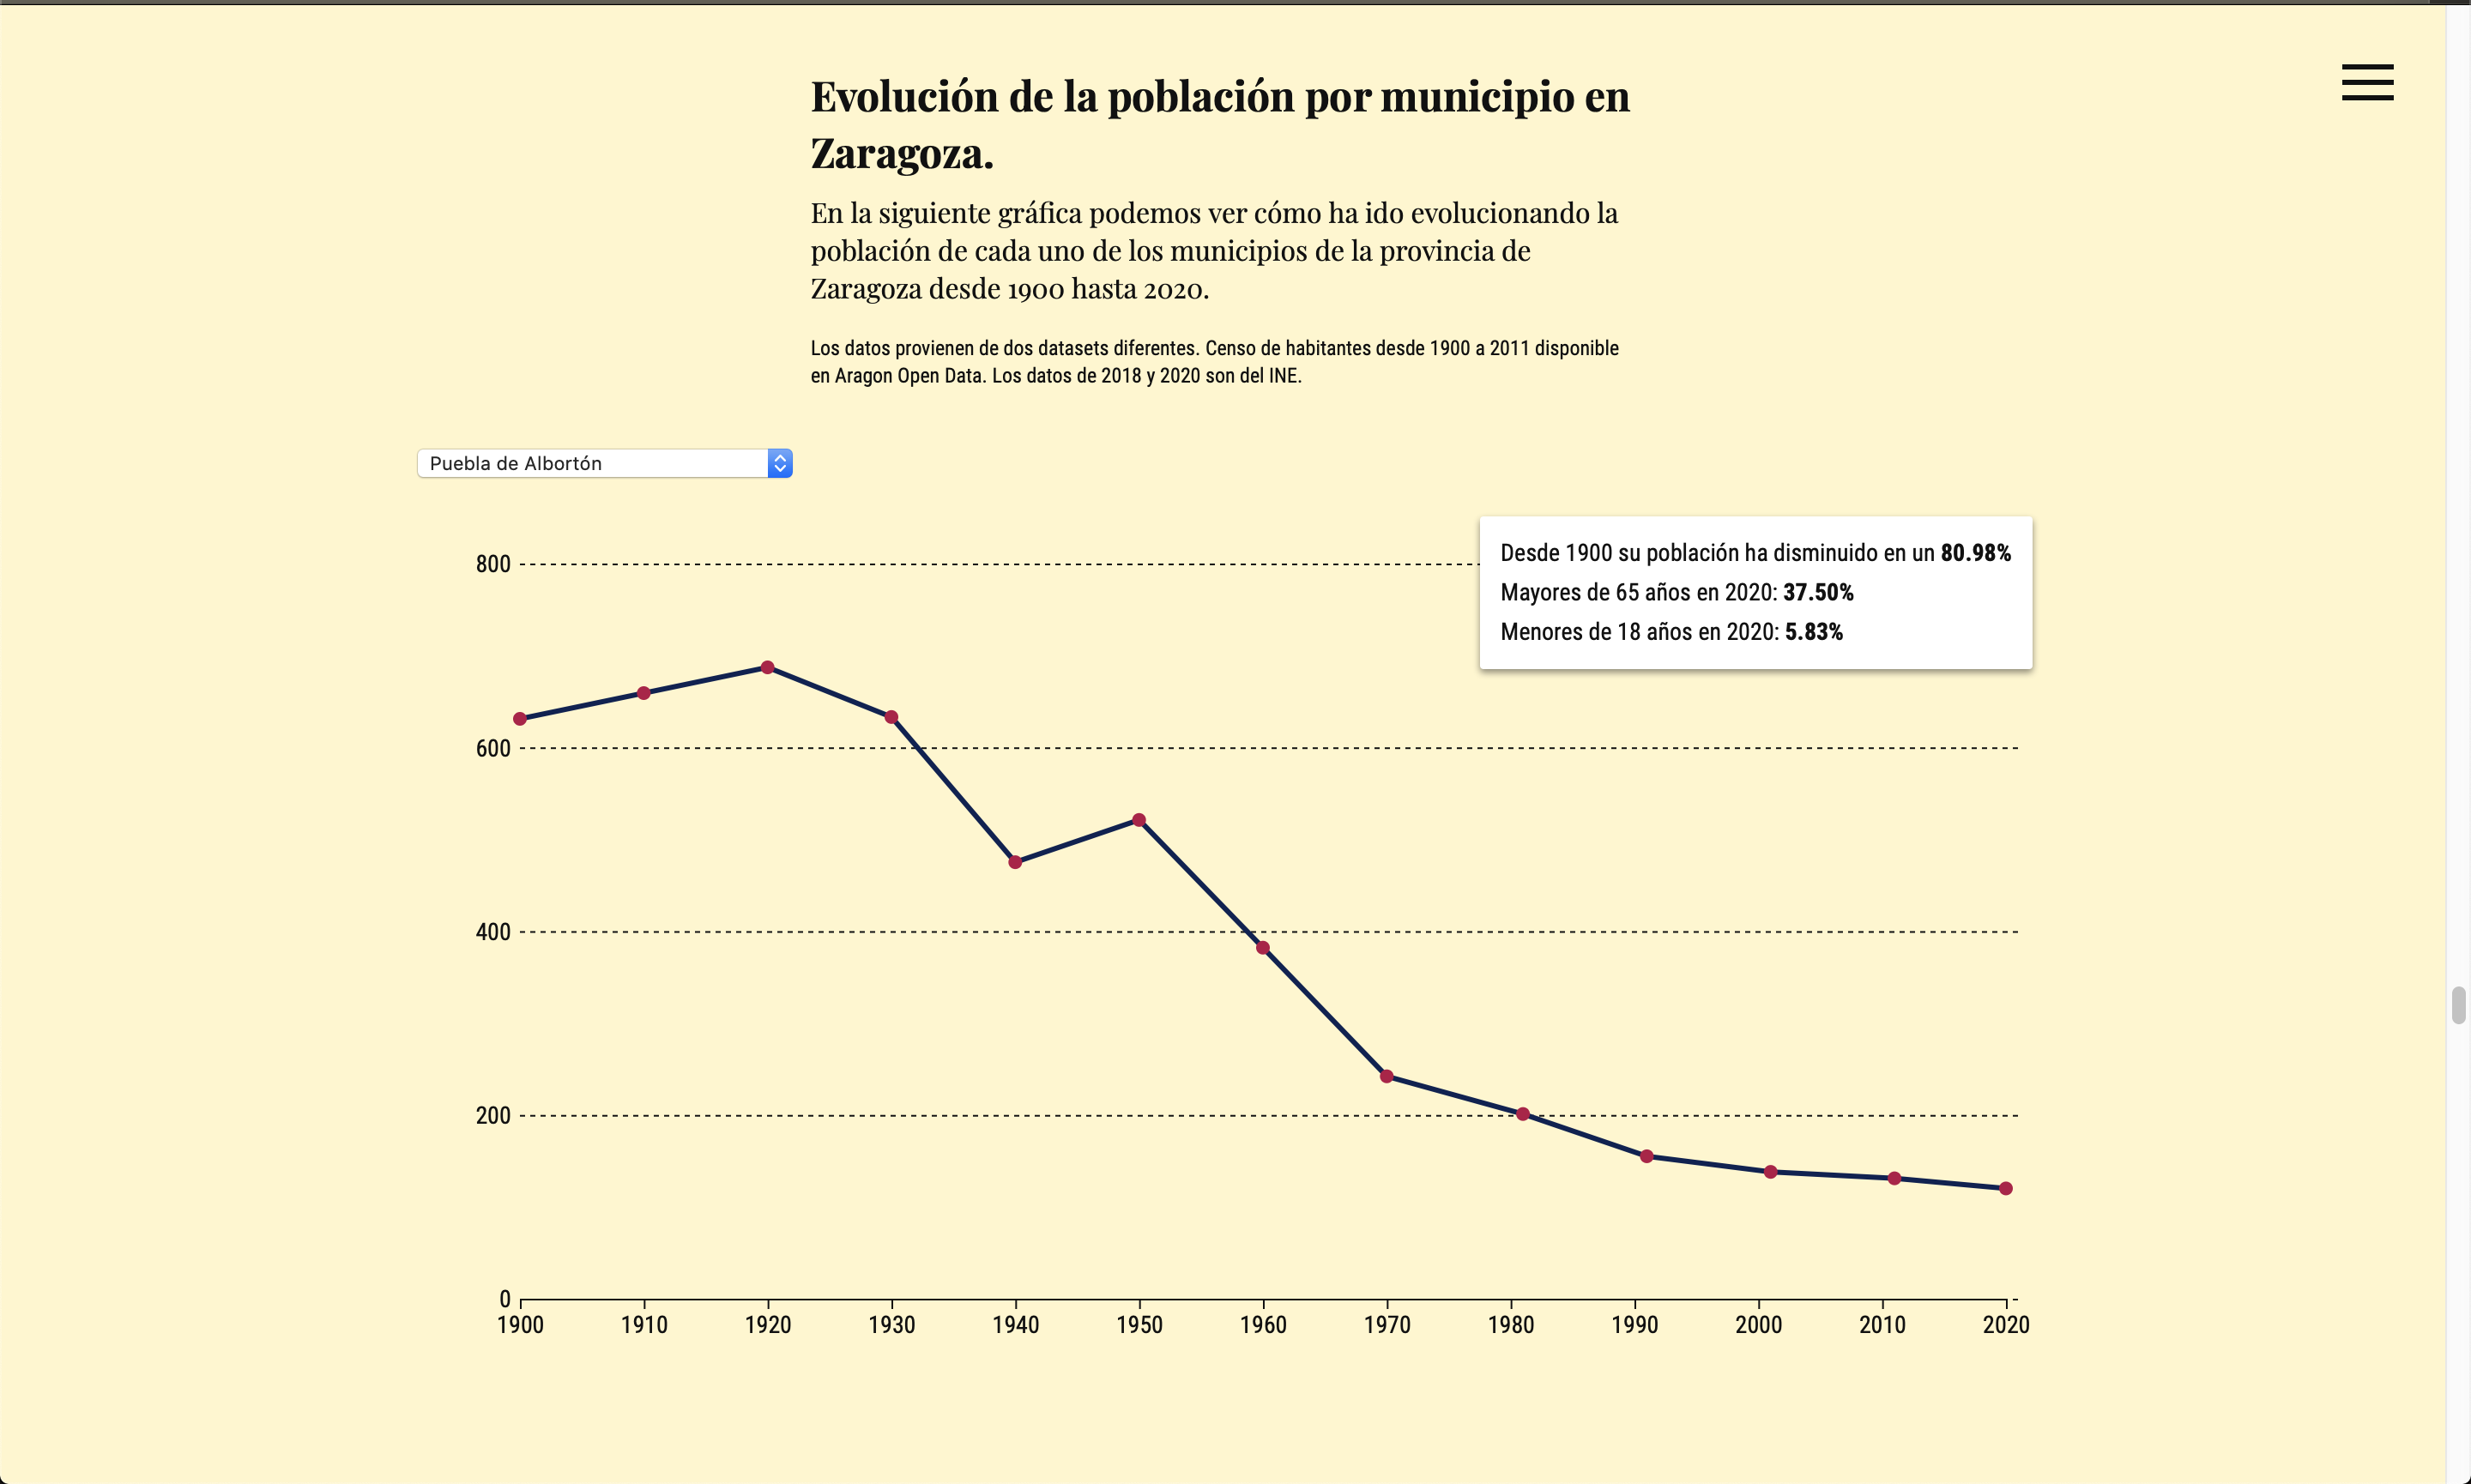 Evolución de la población por municipio en
Zaragoza.
En la siguiente gráfica podemos ver cómo ha ido evolucionando la
población de cada uno de los municipios de la provincia de
Zaragoza desde 1900 hasta 2020.
Los datos provienen de dos datasets diferentes. Censo de habitantes desde 1900 a 2011 disponible
en Aragon Open Data. Los datos de 2018 y 2020 son del INE.
Puebla de Albortón
Desde 1900 su población ha disminuido en un 80.98%
Mayores de 65 años en 2020: 37.50%
Menores de 18 años en 2020: 5.83%
800
600
400
200
0
1900 1910 1920 1930 1940 1950 1960 1970 1980 1990 2000 2010 2020